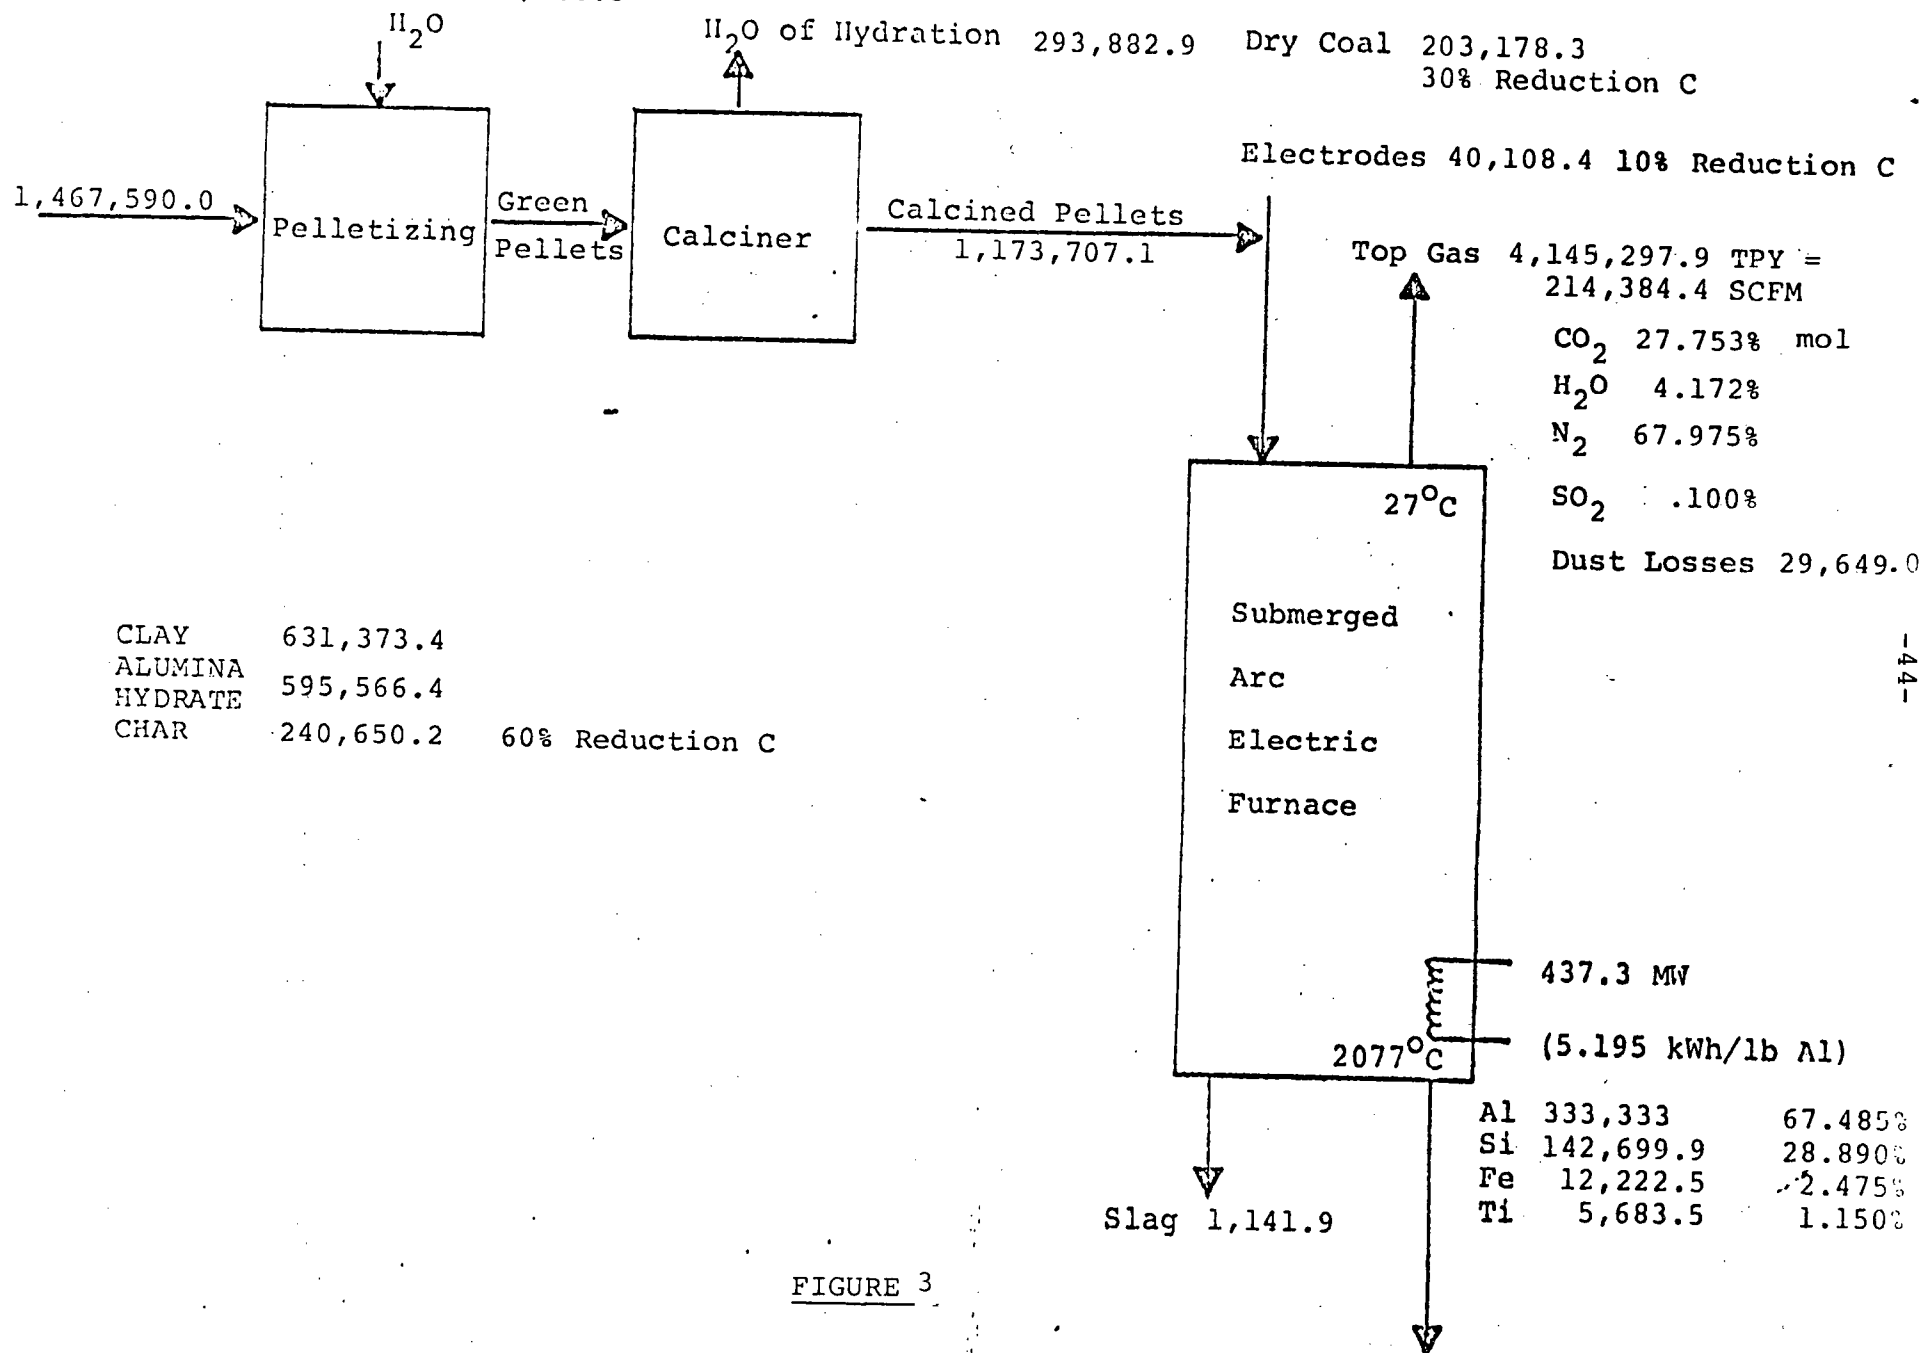 H₂O
H₂O of Hydration 293,882.9
Dry Coal 203,178.3
30% Reduction C
Electrodes 40,108.4 10% Reduction C
1,467,590.0
Pelletizing
Green
Pellets
Calciner
Calcined Pellets
1,173,707.1
Top Gas 4,145,297.9 TPY =
214,384.4 SCFM
CO₂ 27.753% mol
H₂O 4.172%
N₂ 67.975%
SO₂ .100%
Dust Losses 29,649.0
27°C
Submerged
Arc
Electric
Furnace
-44-
CLAY 631,373.4
ALUMINA
HYDRATE 595,566.4
CHAR 240,650.2 60% Reduction C
437.3 MW
2077°C
(5.195 kWh/lb Al)
Al 333,333 67.485%
Si 142,699.9 28.890%
Fe 12,222.5 2.475%
Ti 5,683.5 1.150%
Slag 1,141.9
FIGURE 3